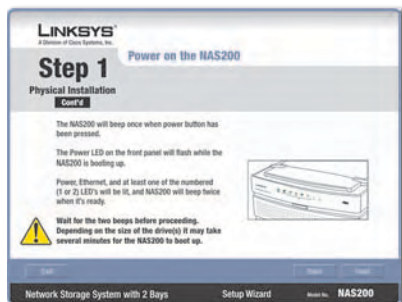 LINKSYS®
A Division of Cisco Systems, Inc.
Power on the NAS200
Step 1
Physical Installation
Cont'd
The NAS200 will beep once when power button has
been pressed.
The Power LED on the front panel will flash while the
NAS200 is booting up.
Power, Ethernet, and at least one of the numbered
(1 or 2) LED's will be lit, and NAS200 will beep twice
when it's ready.
Wait for the two beeps before proceeding.
Depending on the size of the drive(s) it may take
several minutes for the NAS200 to boot up.
Network Storage System with 2 Bays
Setup Wizard
Model No.
NAS200